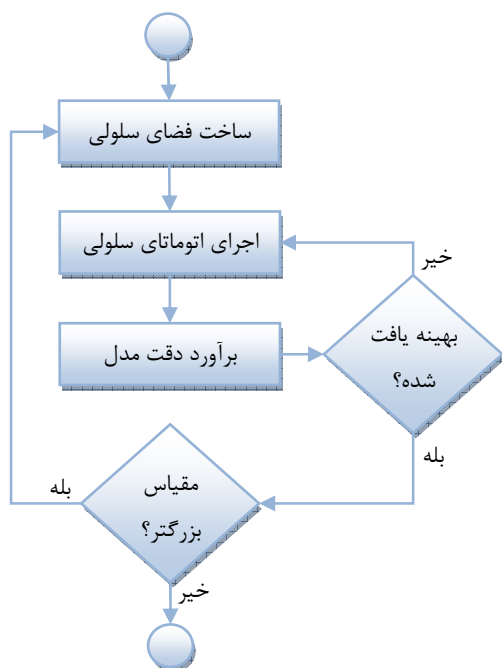 ساخت فضای سلولی
اجرای اتوماتای سلولی
خیر
برآورد دقت مدل
بهینه یافت
شده؟
بله
مقیاس
بزرگتر؟
بله
خیر